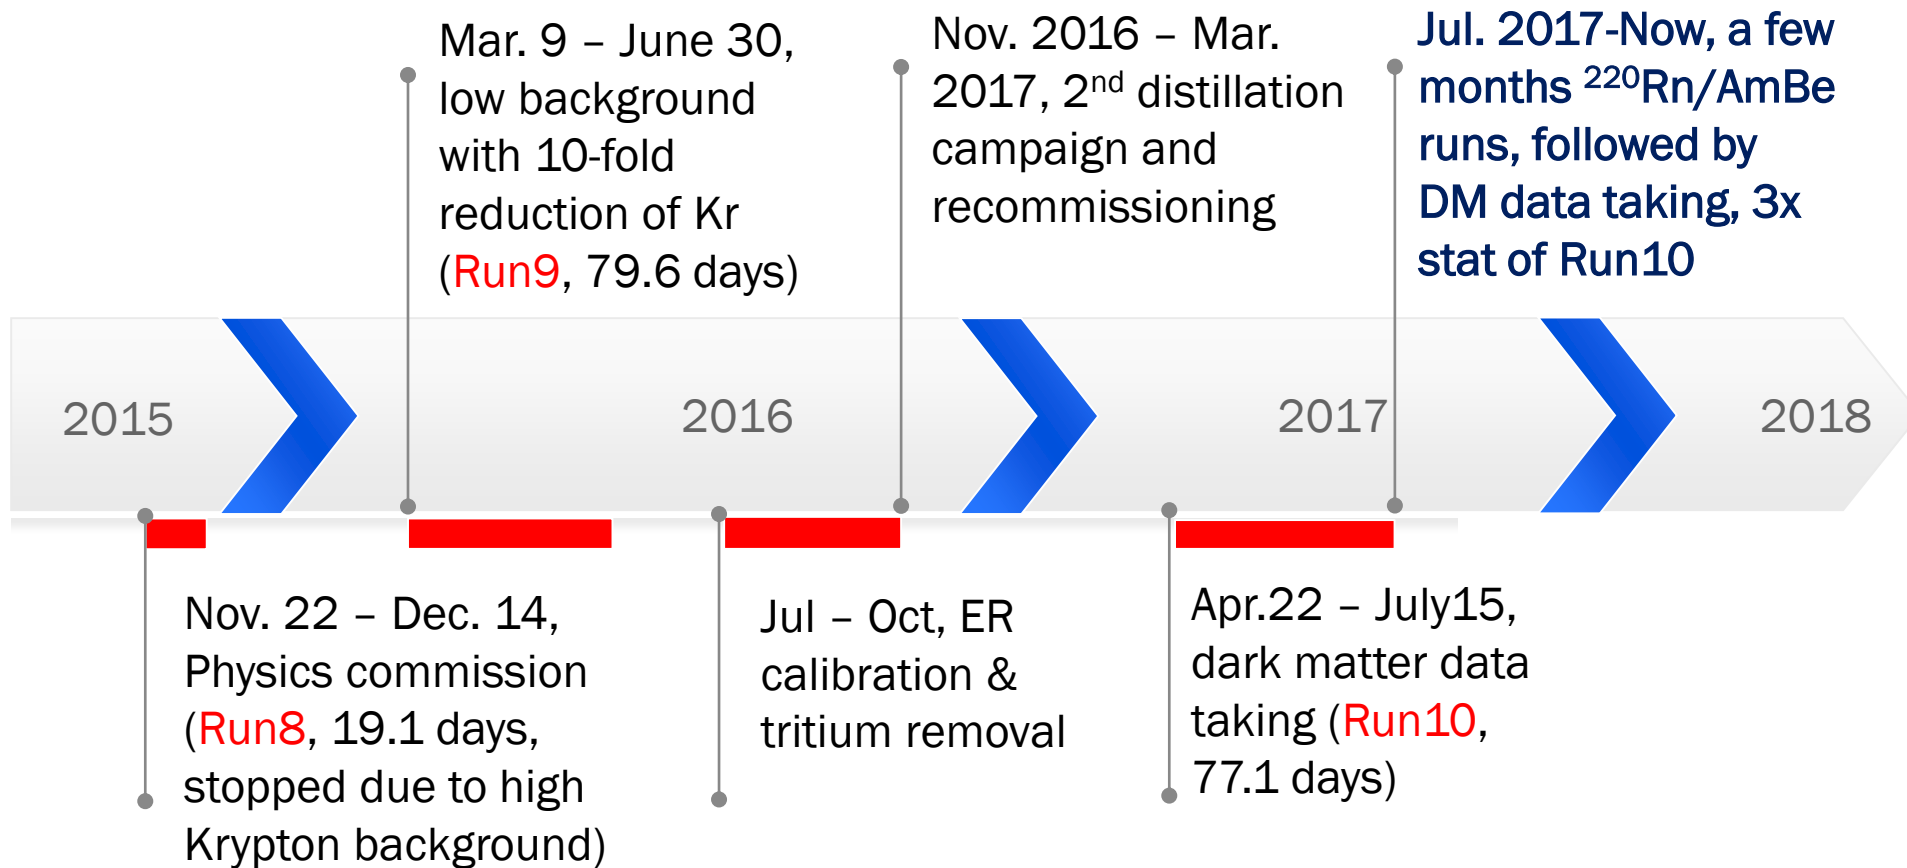 Mar. 9 – June 30,
low background
with 10-fold
reduction of Kr
(Run9, 79.6 days)
Nov. 2016 – Mar.
2017, 2nd distillation
campaign and
recommissioning
Jul. 2017-Now, a few
months 220Rn/AmBe
runs, followed by
DM data taking, 3x
stat of Run10
2015
2016
2017
2018
Nov. 22 – Dec. 14,
Physics commission
(Run8, 19.1 days,
stopped due to high
Krypton background)
Jul – Oct, ER
calibration &
tritium removal
Apr.22 – July15,
dark matter data
taking (Run10,
77.1 days)